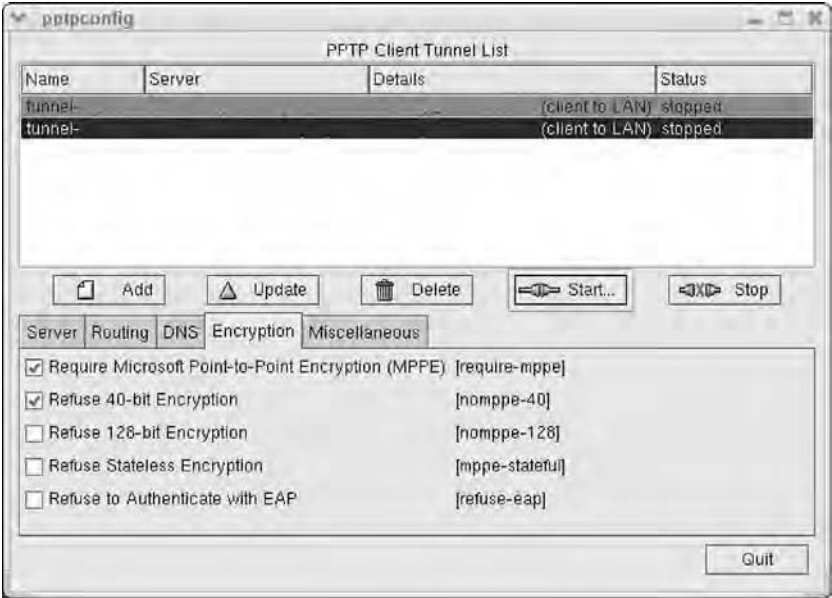 pptpconfig
PPTP Client Tunnel List
Name Server Details Status
tunnel- (client to LAN) stopped
tunnel- (client to LAN) stopped
Add Update Delete Start... Stop
Server Routing DNS Encryption Miscellaneous
Require Microsoft Point-to-Point Encryption (MPPE) [require-mppe]
Refuse 40-bit Encryption [nomppe-40]
Refuse 128-bit Encryption [nomppe-128]
Refuse Stateless Encryption [mppe-stateful]
Refuse to Authenticate with EAP [refuse-eap]
Quit